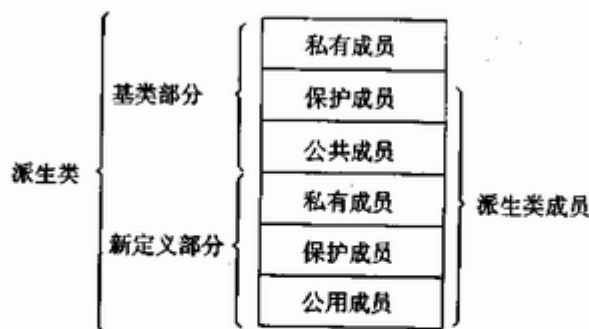 私有成员
基类部分
保护成员
公共成员
派生类
私有成员
派生类成员
新定义部分
保护成员
公用成员